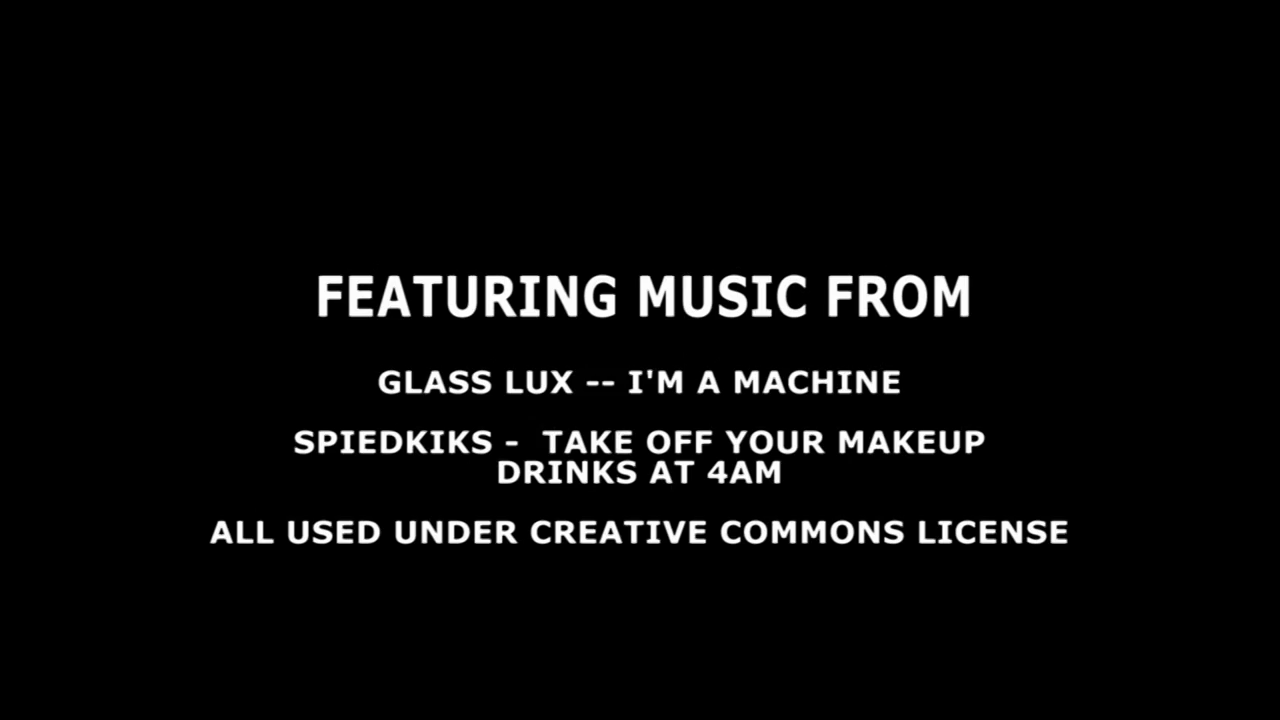 FEATURING MUSIC FROM
GLASS LUX -- I'M A MACHINE
SPIEDKIKS -  TAKE OFF YOUR MAKEUP
DRINKS AT 4AM
ALL USED UNDER CREATIVE COMMONS LICENSE